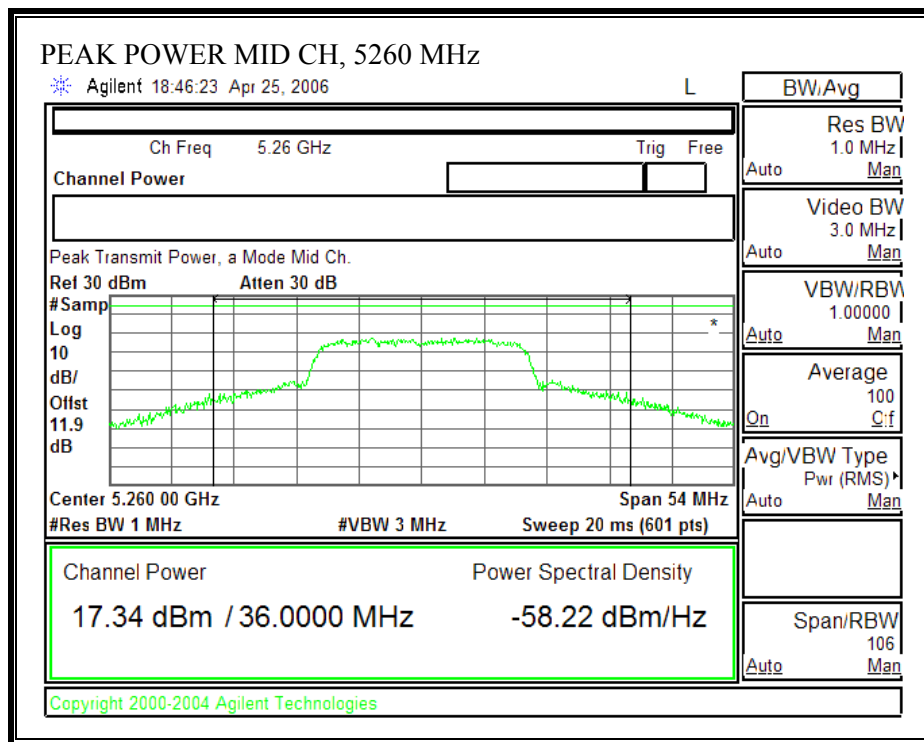 PEAK POWER MID CH, 5260 MHz
Agilent 18:46:23 Apr 25, 2006 L
Ch Freq 5.26 GHz Trig Free
Channel Power
Peak Transmit Power, a Mode Mid Ch.
Ref 30 dBm Atten 30 dB
#Samp
Log
10
dB/
Offst
11.9
dB
*
Center 5.260 00 GHz Span 54 MHz
#Res BW 1 MHz #VBW 3 MHz Sweep 20 ms (601 pts)
Channel Power Power Spectral Density
17.34 dBm / 36.0000 MHz -58.22 dBm/Hz
Copyright 2000-2004 Agilent Technologies
BW/Avg
Res BW
1.0 MHz
Auto Man
Video BW
3.0 MHz
Auto Man
VBW/RBW
1.00000
Auto Man
Average
100
On
Avg/VBW Type
Pwr (RMS)
Auto Man
Span/RBW
106
Auto Man